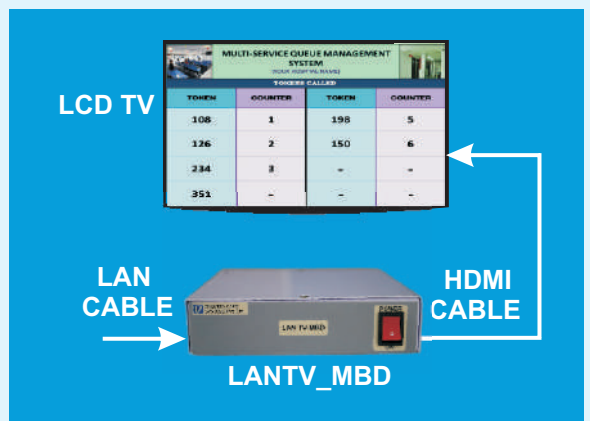 MULTI-SERVICE QUEUE MANAGEMENT
SYSTEM
TOKENS CALLED
LCD TV
TOKEN COUNTER TOKEN COUNTER
108 1 198 5
126 2 150 6
234 3 - -
351 - - -
LAN
CABLE
HDMI
CABLE
POWER
LAN TV-MBD
LANTV_MBD